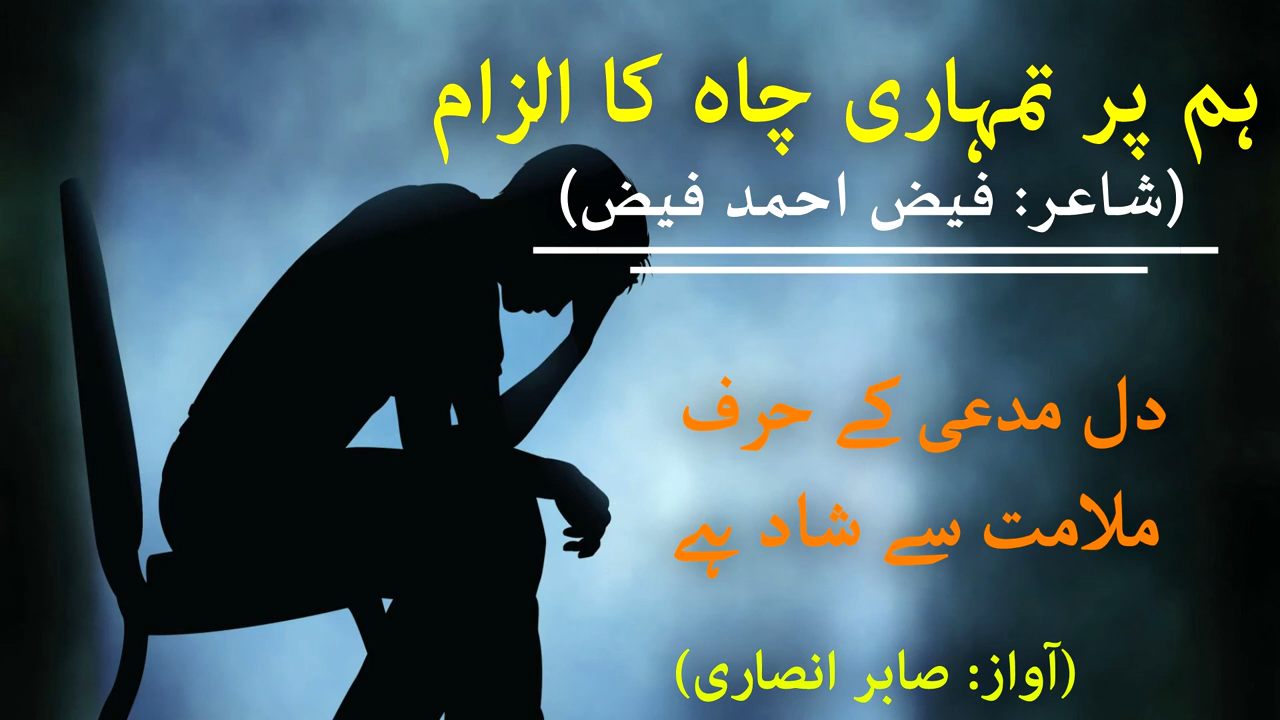 ہم پر تمہاری چاہ کا الزام
(شاعر: فیض احمد فیض)
دل مدعی کے حرف
ملامت سے شاد ہے
(آواز: صابر انصاری)